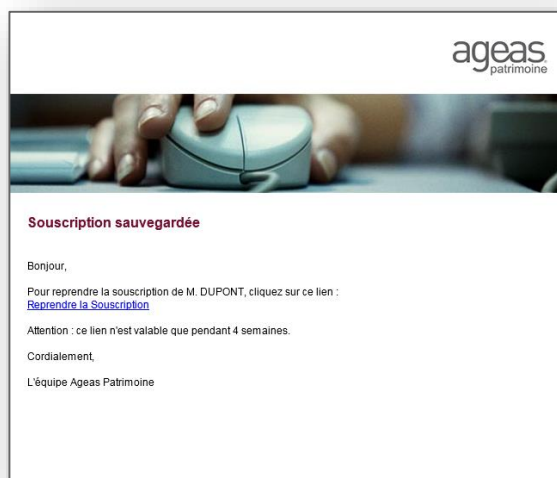 ageas
patrimoine
Souscription sauvegardée
Bonjour,
Pour reprendre la souscription de M. DUPONT, cliquez sur ce lien :
Reprendre la Souscription
Attention : ce lien n'est valable que pendant 4 semaines.
Cordialement,
L'équipe Ageas Patrimoine